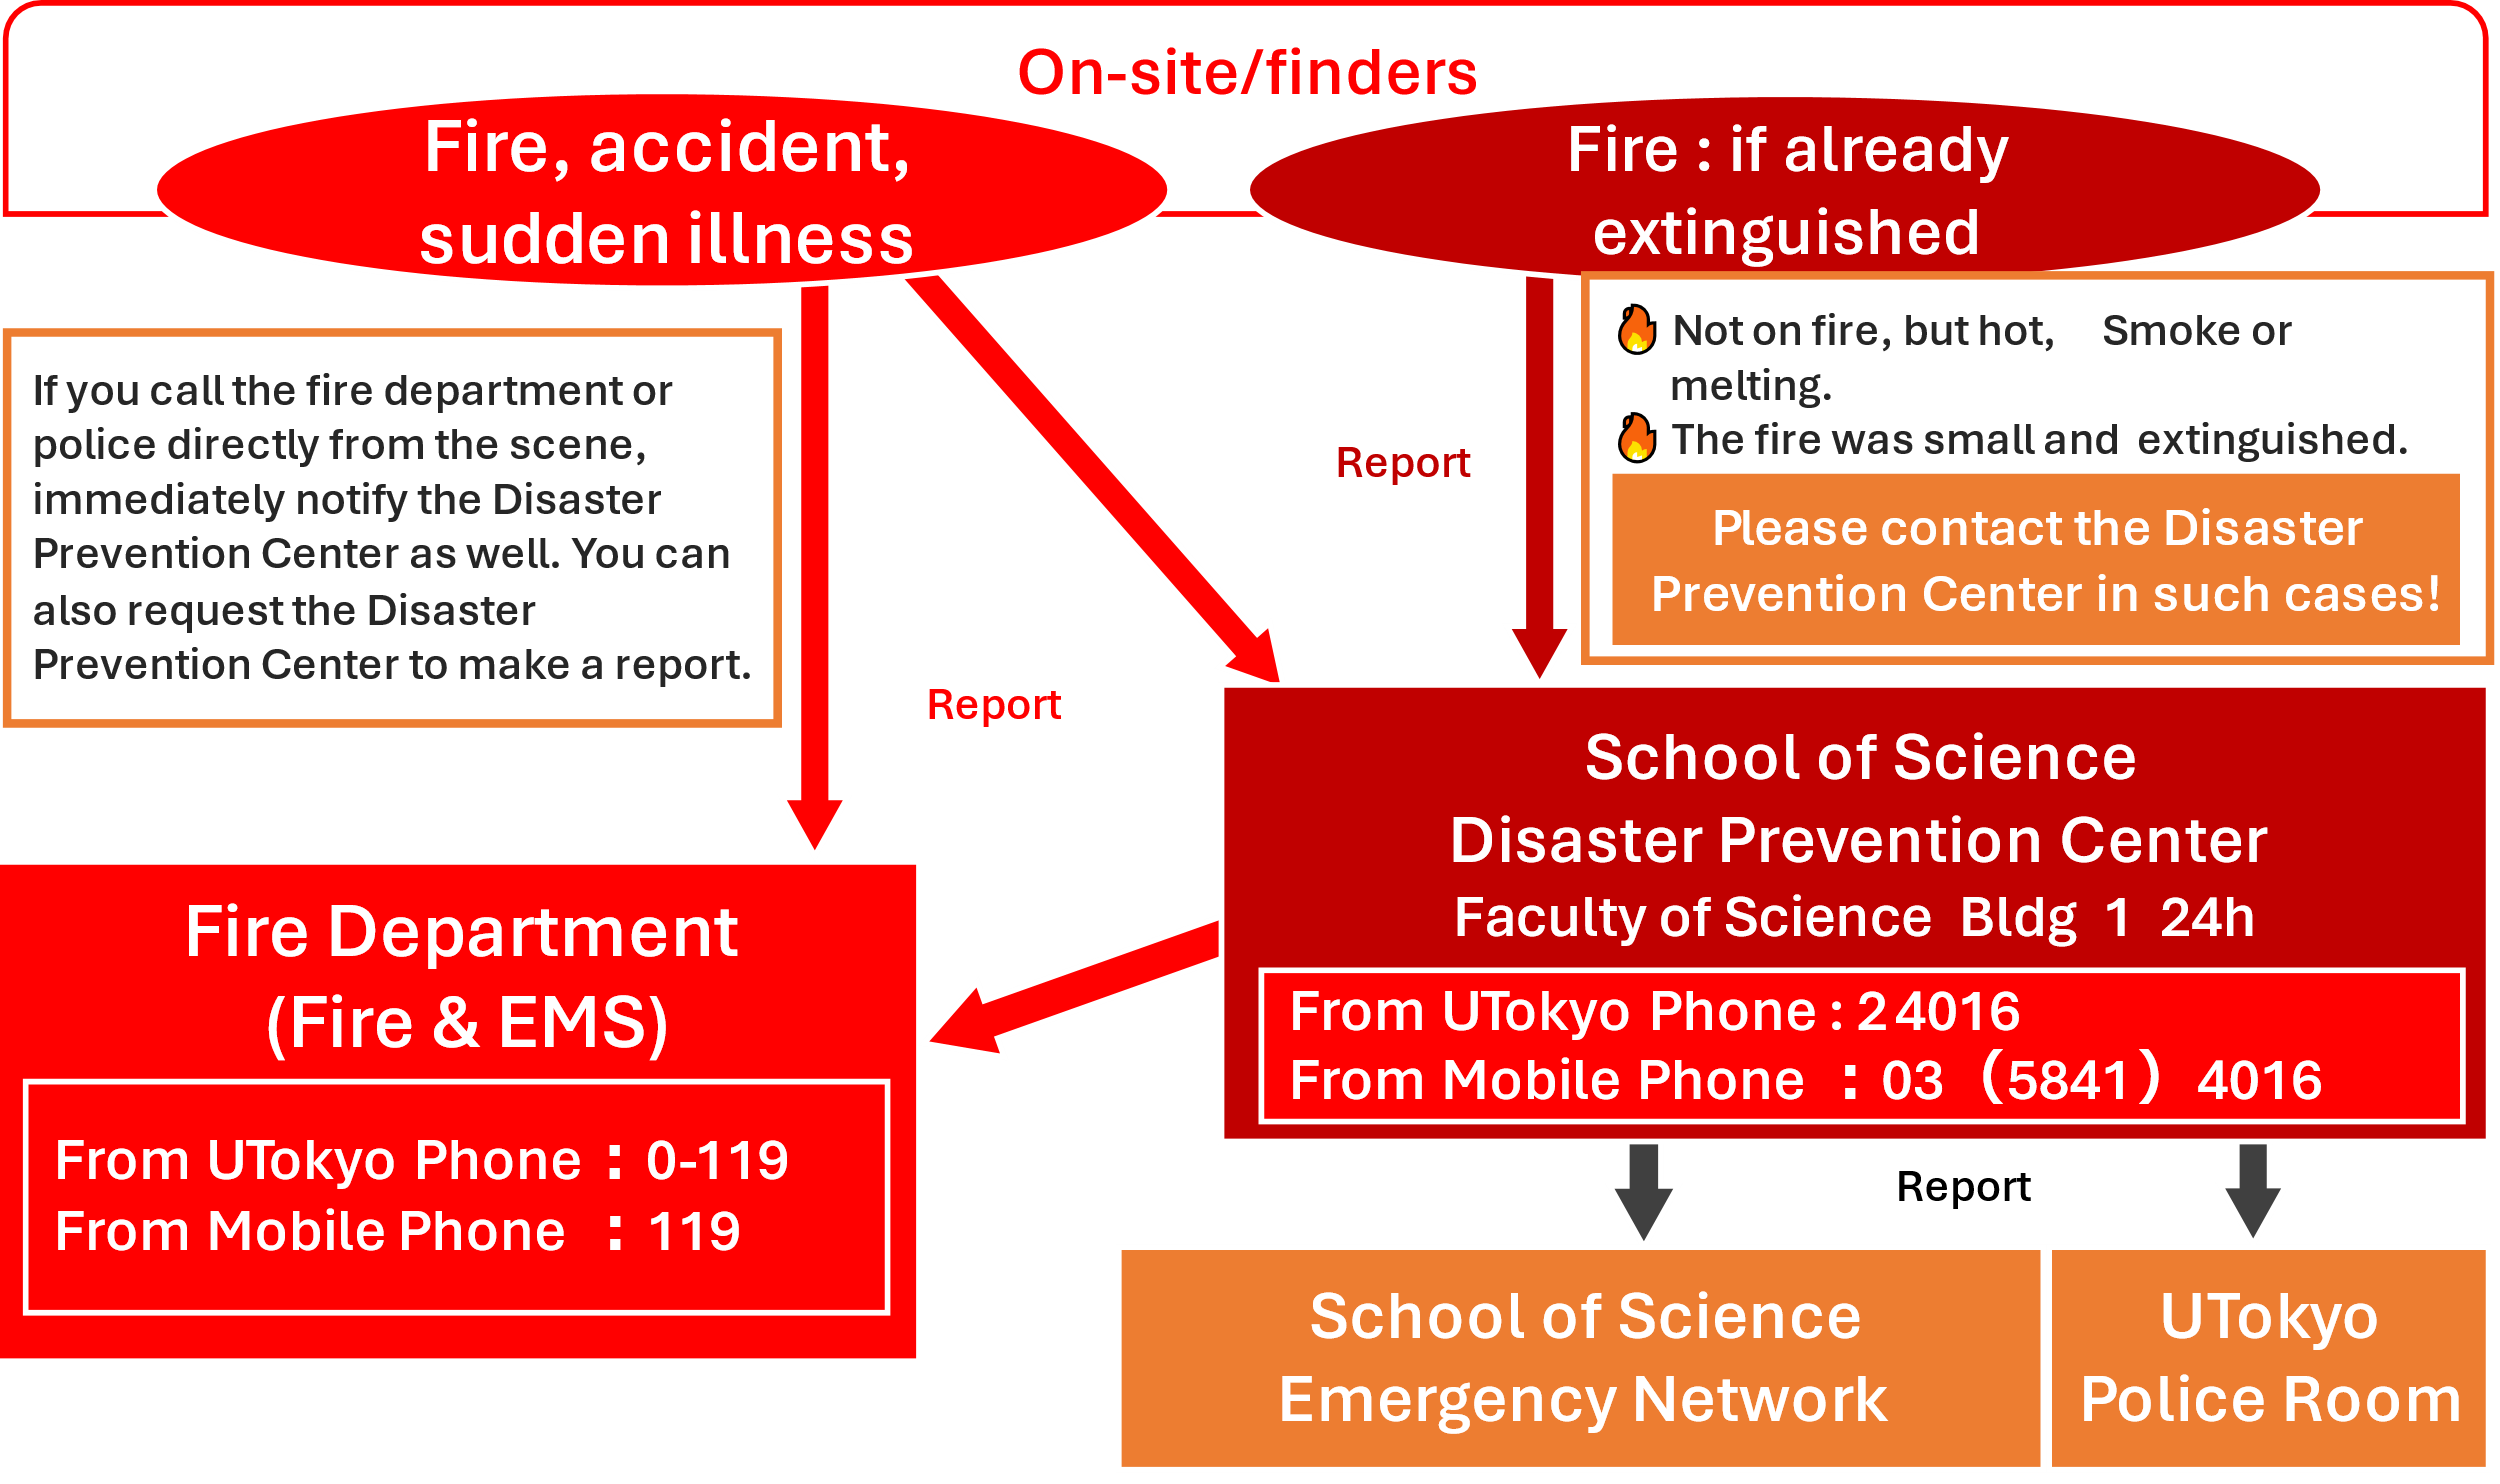 On-site/finders
Fire, accident,
sudden illness
Fire : if already
extinguished
If you call the fire department or
police directly from the scene,
immediately notify the Disaster
Prevention Center as well. You can
also request the Disaster
Prevention Center to make a report.
Report
Report
Not on fire, but hot, Smoke or
melting.
The fire was small and extinguished.
Please contact the Disaster
Prevention Center in such cases!
School of Science
Disaster Prevention Center
Faculty of Science Bldg 1 24h
From UTokyo Phone : 24016
From Mobile Phone : 03 (5841) 4016
Fire Department
(Fire & EMS)
From UTokyo Phone : 0-119
From Mobile Phone : 119
Report
School of Science
Emergency Network
UTokyo
Police Room